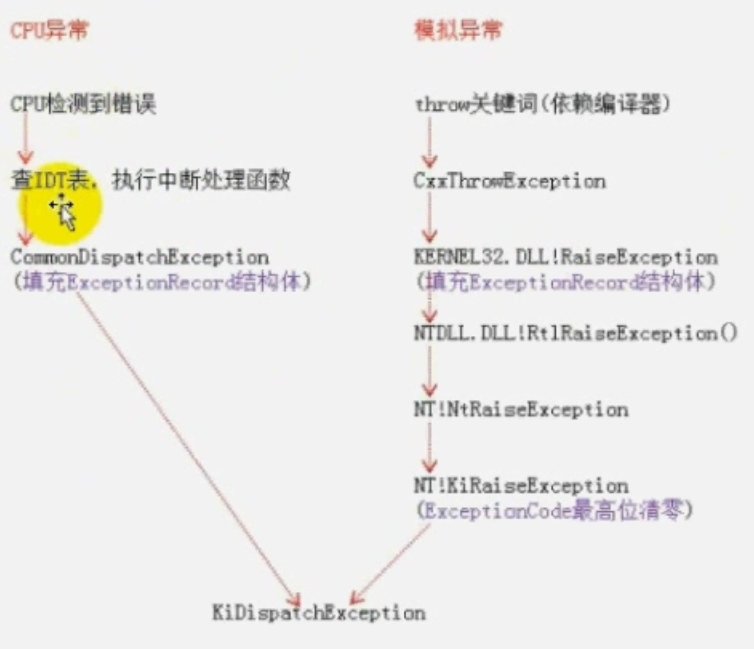 CPU异常
CPU检测到错误
查IDT表，执行中断处理函数
CommonDispatchException
(填充ExceptionRecord结构体)
模拟异常
throw关键词(依赖编译器)
CxxThrowException
KERNEL32.DLL!RaiseException
(填充ExceptionRecord结构体)
NTDLL.DLL!RtlRaiseException()
NT!NtRaiseException
NT!KiRaiseException
(ExceptionCode最高位清零)
KiDispatchException